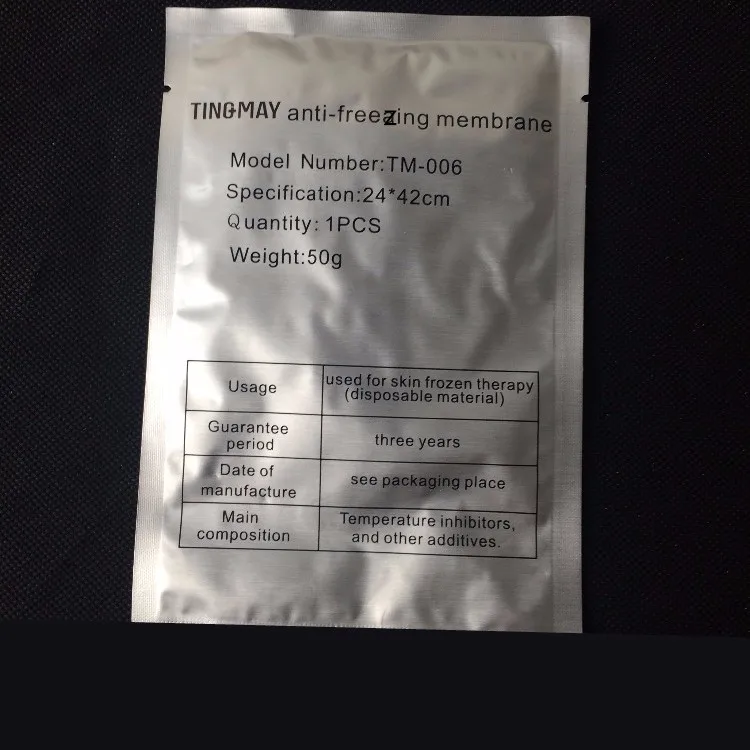 TINGMAY anti-freezing membrane
Model Number:TM-006
Specification:24*42cm
Quantity: 1PCS
Weight:50g
Usage
used for skin frozen therapy
(disposable material)
Guarantee
period
three years
Date of
manufacture
see packaging place
Main
composition
Temperature inhibitors,
and other additives.